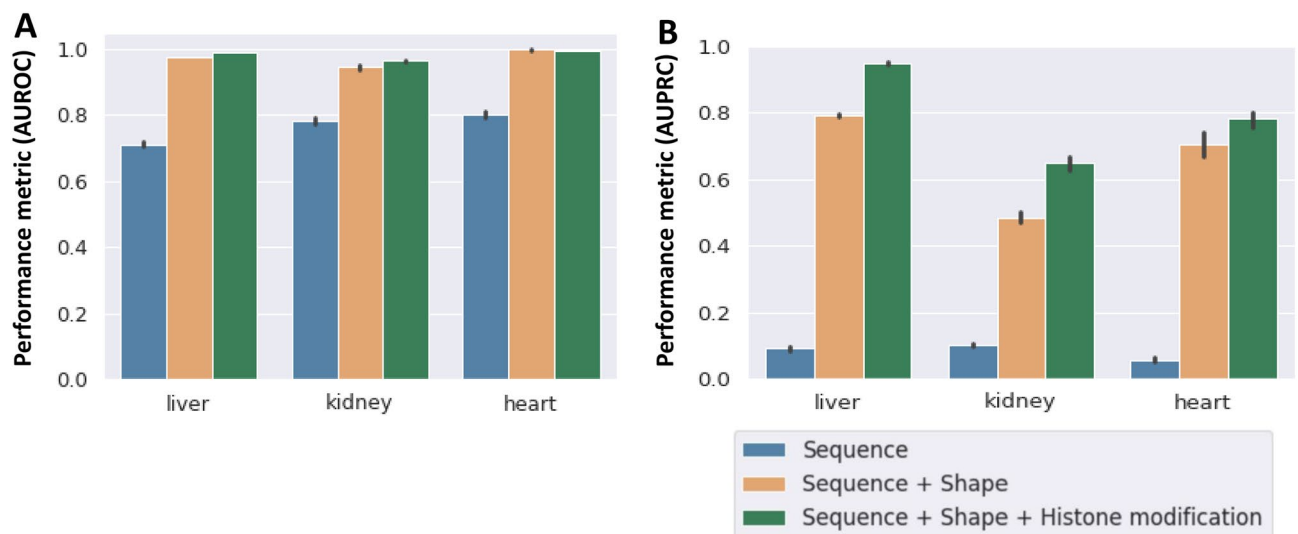 A
Performance metric (AUROC)
1.0
0.8
0.6
0.4
0.2
0.0
liver
kidney
heart
B
Performance metric (AUPRC)
1.0
0.8
0.6
0.4
0.2
0.0
liver
kidney
heart
Sequence
Sequence + Shape
Sequence + Shape + Histone modification